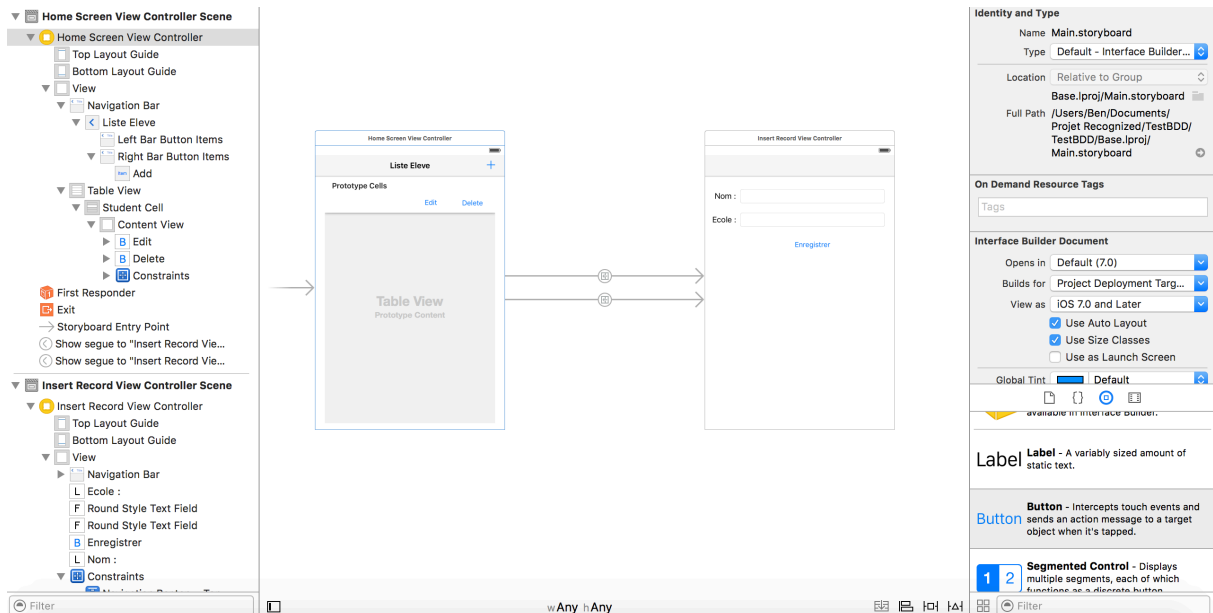 Home Screen View Controller Scene
Home Screen View Controller
Top Layout Guide
Bottom Layout Guide
View
Navigation Bar
Liste Eleve
Left Bar Button Items
Right Bar Button Items
Item Add
Table View
Student Cell
Content View
B Edit
B Delete
Constraints
First Responder
Exit
Storyboard Entry Point
Show segue to "Insert Record Vie...
Show segue to "Insert Record Vie...
Insert Record View Controller Scene
Insert Record View Controller
Top Layout Guide
Bottom Layout Guide
View
Navigation Bar
L Ecole :
F Round Style Text Field
F Round Style Text Field
B Enregistrer
L Nom :
Constraints
Filter
Home Screen View Controller
Liste Eleve +
Prototype Cells
Edit Delete
Table View
Prototype Content
Insert Record View Controller
Nom :
Ecole :
Enregistrer
wAny hAny
Identity and Type
Name Main.storyboard
Type Default - Interface Builder...
Location Relative to Group
Base.lproj/Main.storyboard
Full Path /Users/Ben/Documents/
Projet Recognized/TestBDD/
TestBDD/Base.lproj/
Main.storyboard
On Demand Resource Tags
Tags
Interface Builder Document
Opens in Default (7.0)
Builds for Project Deployment Targ...
View as iOS 7.0 and Later
Use Auto Layout
Use Size Classes
Use as Launch Screen
Global Tint Default
{}
available in Interface Builder.
Label Label - A variably sized amount of
static text.
Button Button - Intercepts touch events and
sends an action message to a target
object when it's tapped.
1 2 Segmented Control - Displays
multiple segments, each of which
functions as a discrete button.
Filter